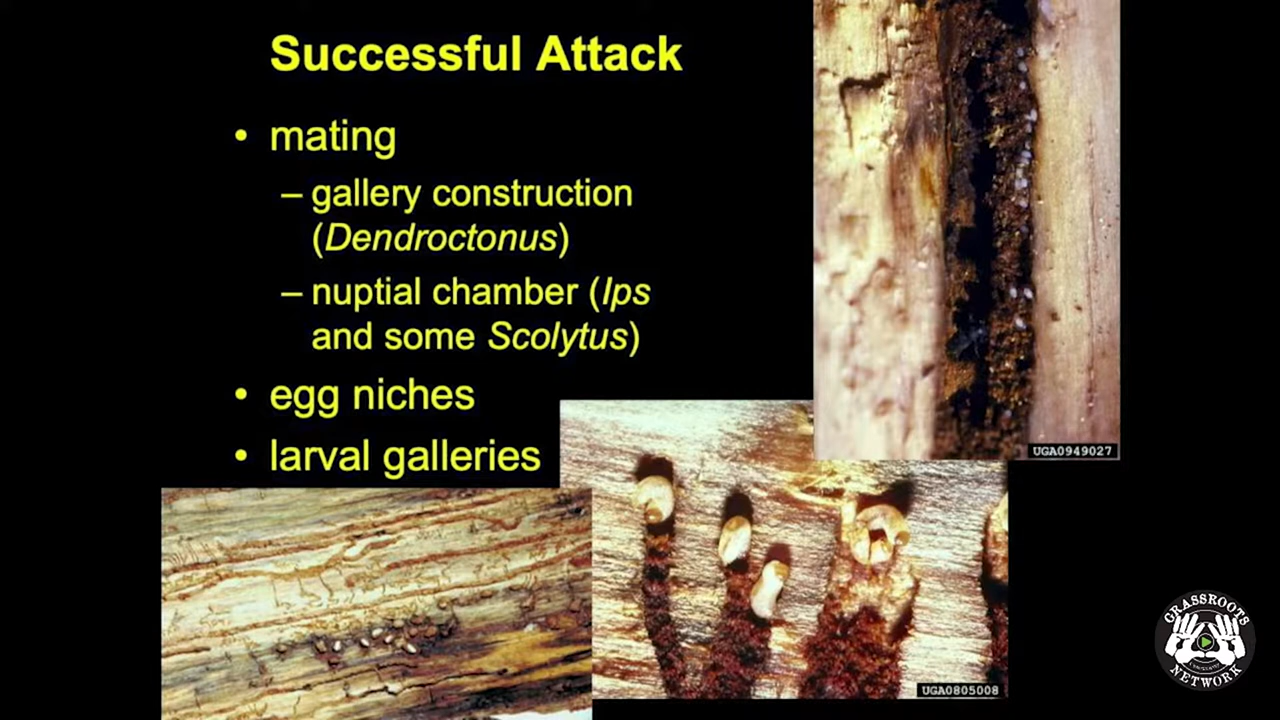 Successful Attack
• mating
– gallery construction
(Dendroctonus)
– nuptial chamber (Ips
and some Scolytus)
• egg niches
• larval galleries
UGA0949027
UGA0805008
GRASSROOTS
NETWORK